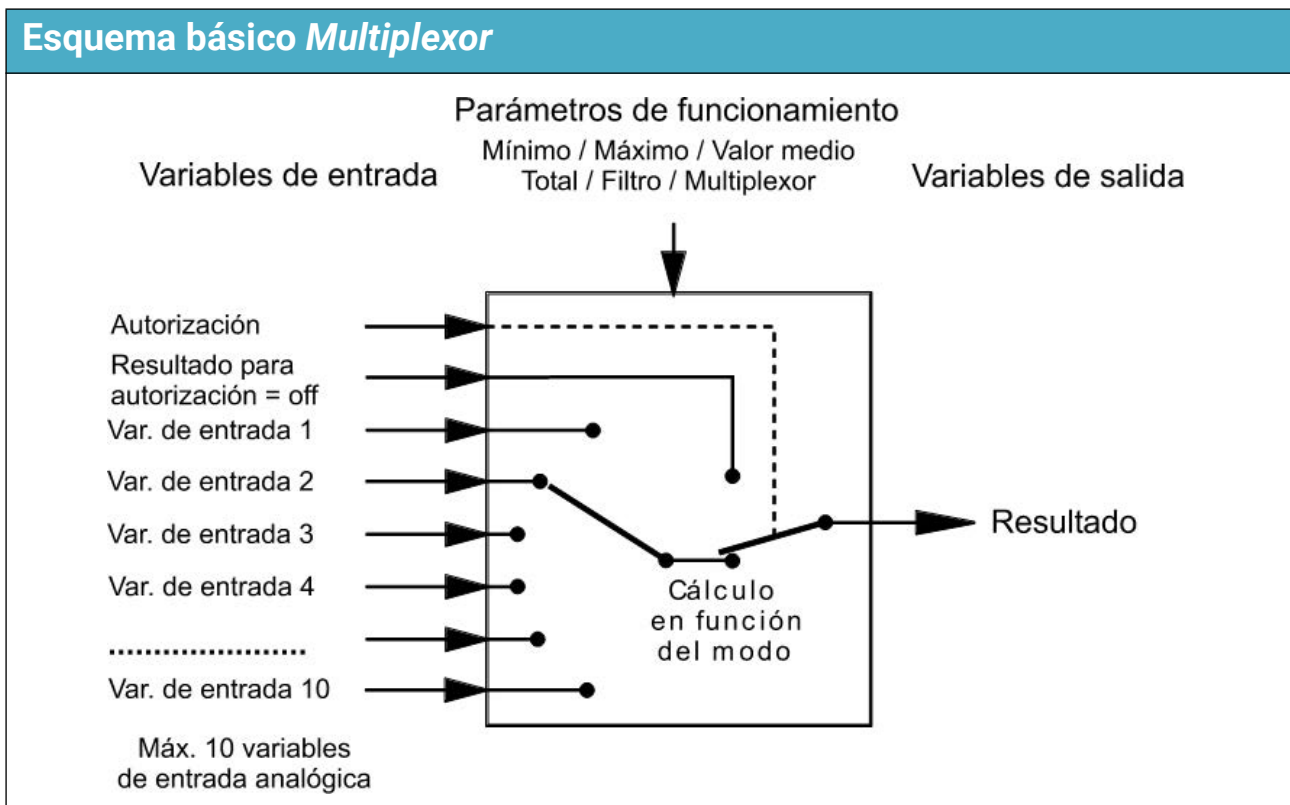 Esquema básico Multiplexor
Parámetros de funcionamiento
Mínimo / Máximo / Valor medio
Total / Filtro / Multiplexor
Variables de entrada
Variables de salida
Autorización
Resultado para
autorización = off
Var. de entrada 1
Var. de entrada 2
Var. de entrada 3
Var. de entrada 4
......................
Var. de entrada 10
Máx. 10 variables
de entrada analógica
Cálculo
en función
del modo
Resultado